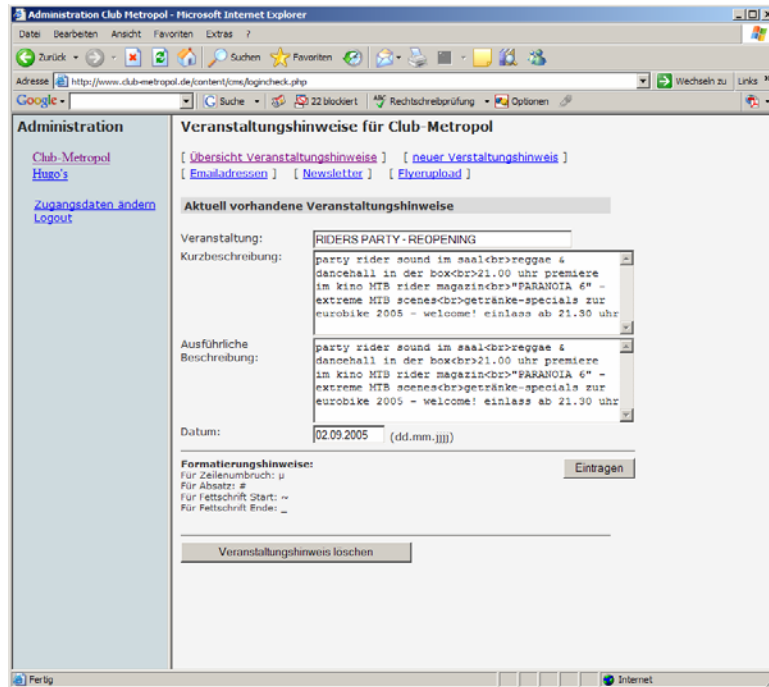 Administration Club Metropol - Microsoft Internet Explorer
Datei Bearbeiten Ansicht Favoriten Extras ?
Zurück Suchen Favoriten
Adresse http://www.club-metropol.de/content/cms/logincheck.php Wechseln zu Links »
Google Suche 22 blockiert ABC Rechtschreibprüfung Optionen
Administration
Club-Metropol
Hugo's
Zugangsdaten ändern
Logout
Veranstaltungshinweise für Club-Metropol
[ Übersicht Veranstaltungshinweise ] [ neuer Verstaltungshinweis ]
[ Emailadressen ] [ Newsletter ] [ Flyerupload ]
Aktuell vorhandene Veranstaltungshinweise
Veranstaltung: RIDERS PARTY - REOPENING
Kurzbeschreibung: party rider sound im saal<br>reggae &
dancehall in der box<br>21.00 uhr premiere
im kino MTB rider magazin<br>"PARANOIA 6" -
extreme MTB scenes<br>getränke-specials zur
eurobike 2005 - welcome! einlass ab 21.30 uhr
Ausführliche
Beschreibung:
party rider sound im saal<br>reggae &
dancehall in der box<br>21.00 uhr premiere
im kino MTB rider magazin<br>"PARANOIA 6" -
extreme MTB scenes<br>getränke-specials zur
eurobike 2005 - welcome! einlass ab 21.30 uhr
Datum: 02.09.2005 (dd.mm.jjjj)
Formatierungshinweise:
Für Zeilenumbruch: µ
Für Absatz: #
Für Fettschrift Start: ~
Für Fettschrift Ende: _
Eintragen
Veranstaltungshinweis löschen
Fertig Internet